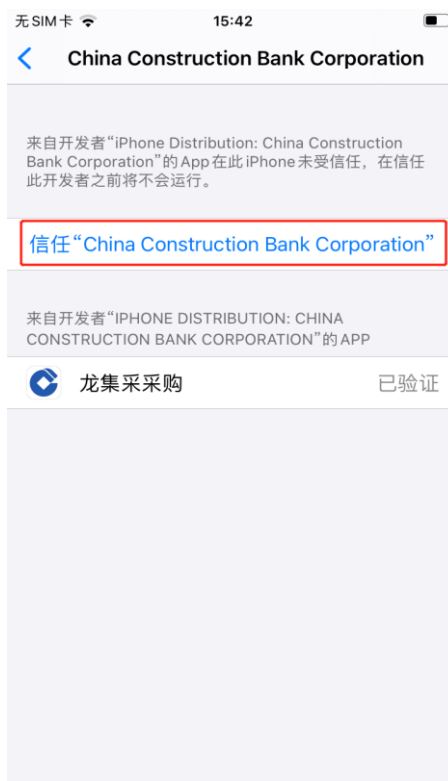 无SIM卡
15:42
China Construction Bank Corporation
来自开发者“iPhone Distribution: China Construction
Bank Corporation”的App在此iPhone未受信任，在信任
此开发者之前将不会运行。
信任“China Construction Bank Corporation”
来自开发者“IPHONE DISTRIBUTION: CHINA
CONSTRUCTION BANK CORPORATION”的APP
龙集采采购
已验证